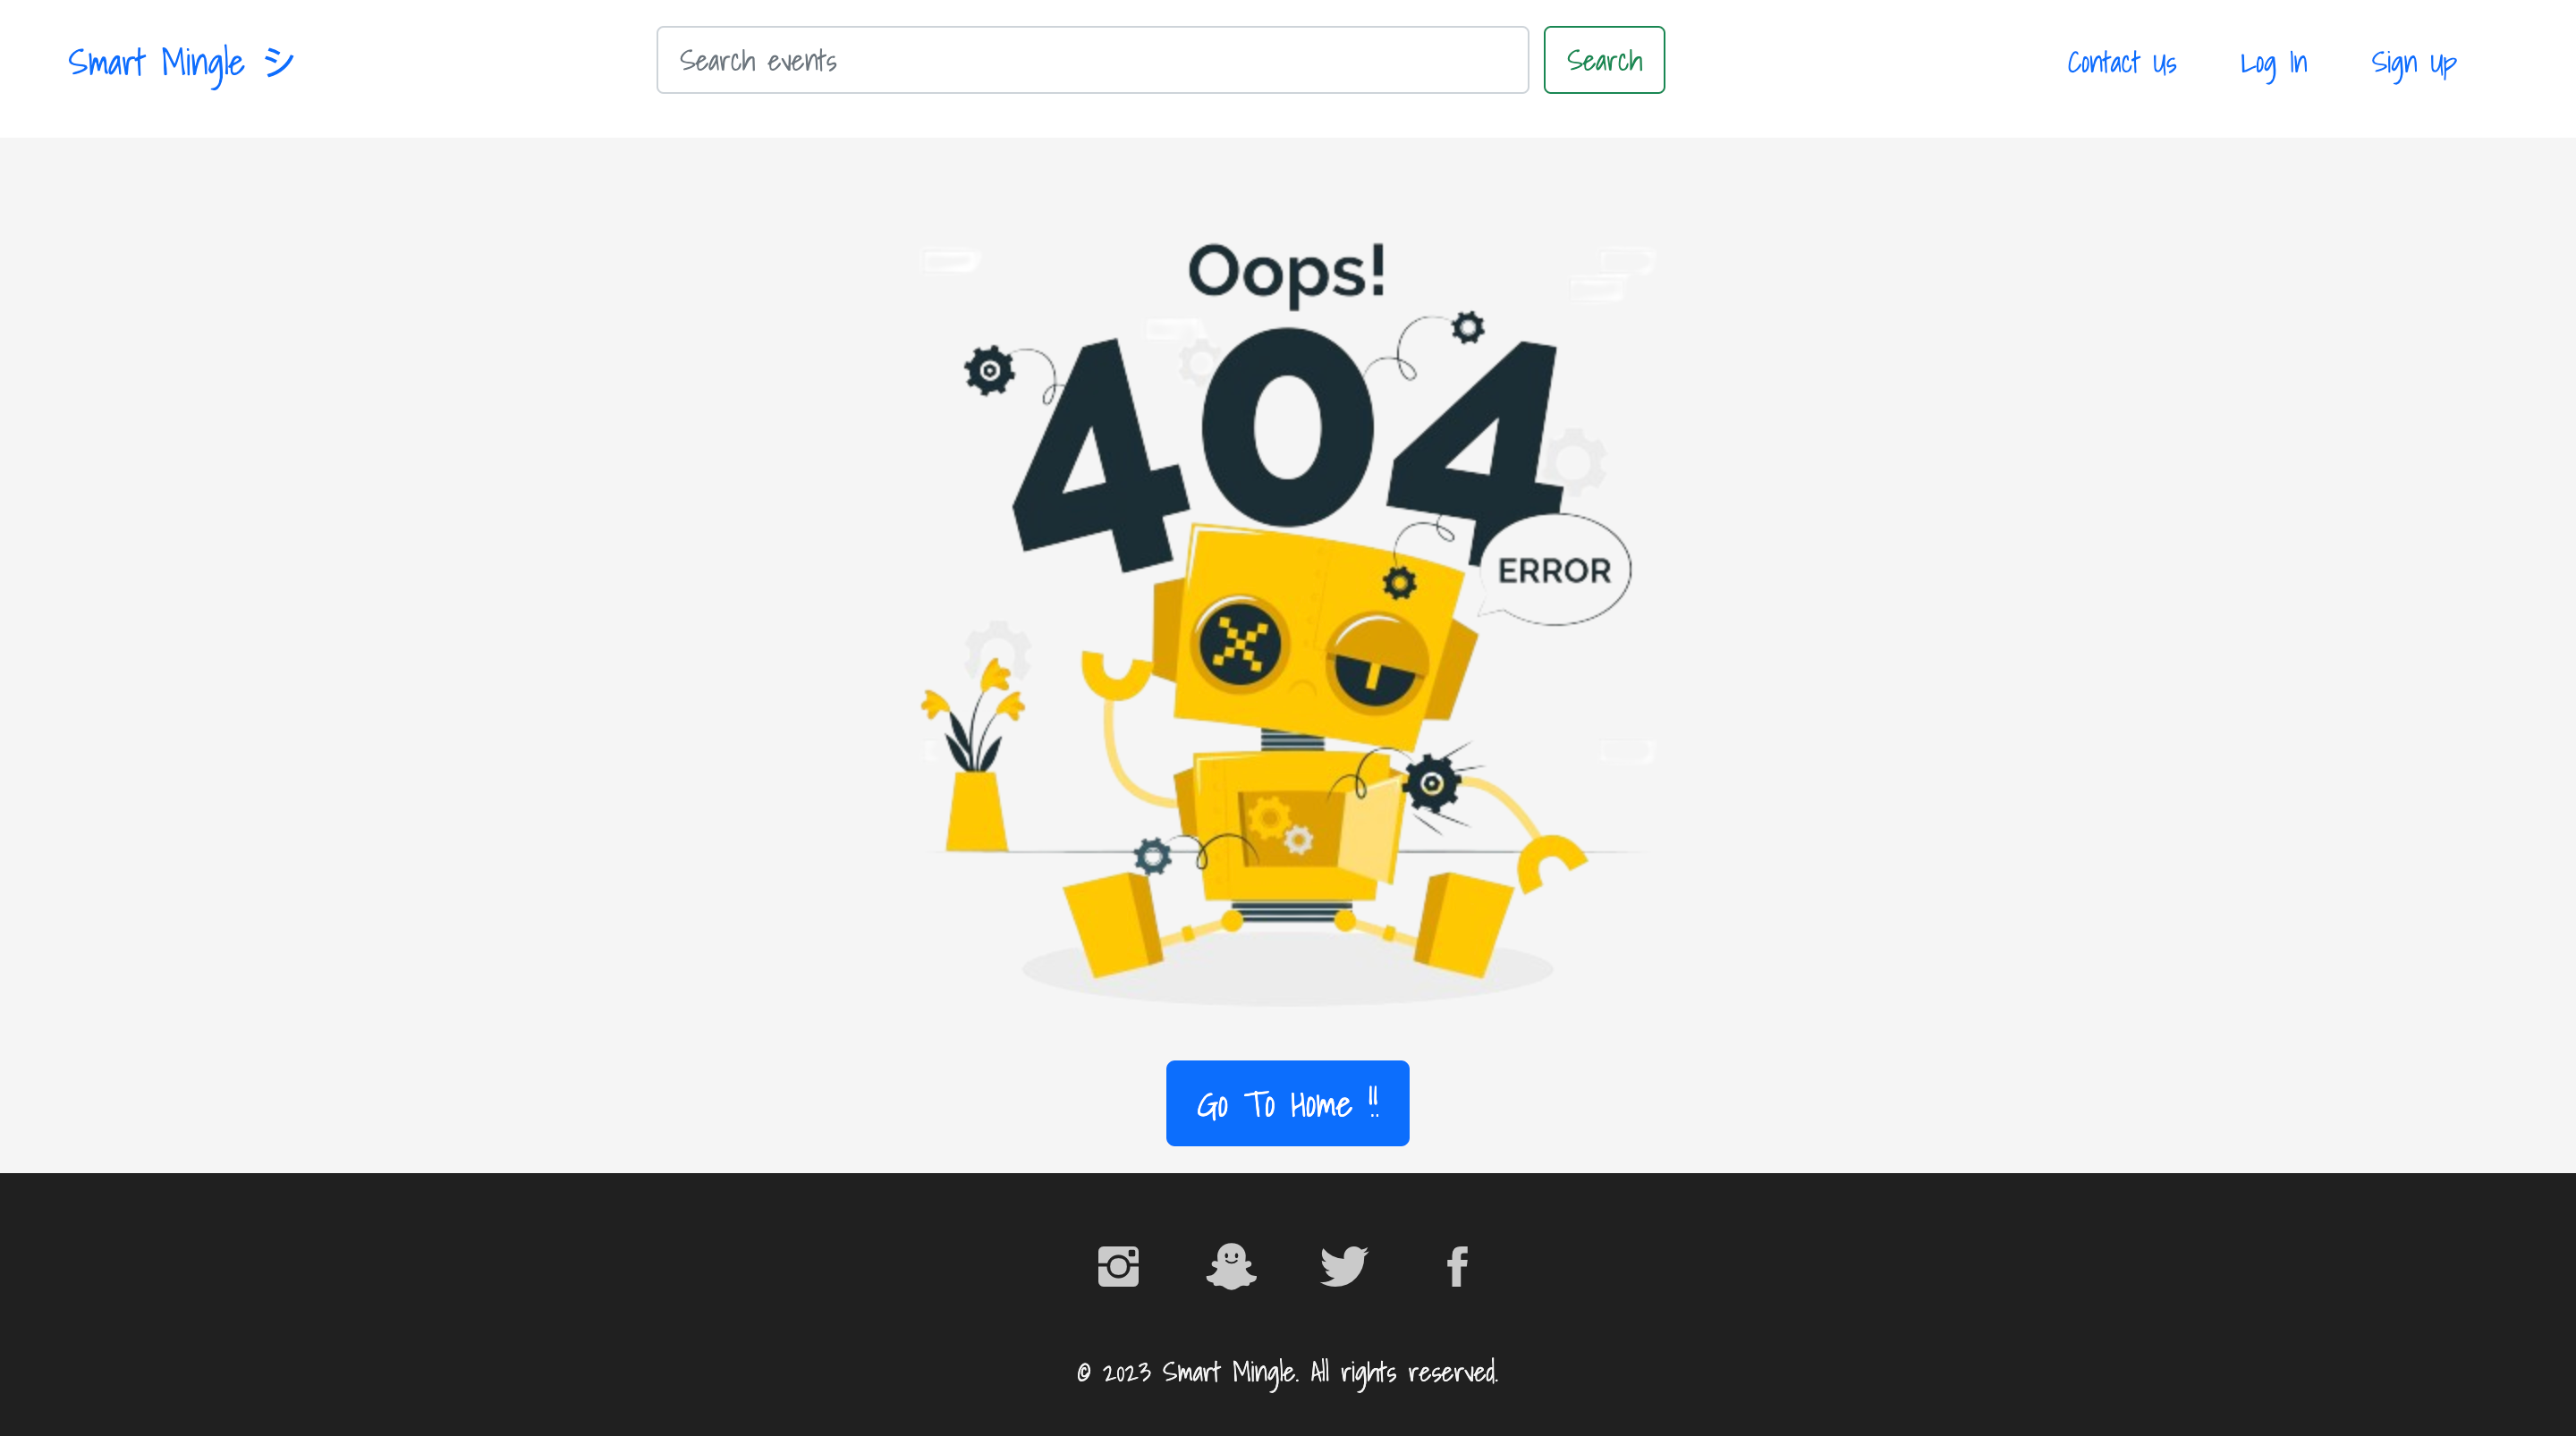 Smart Mingle シ
Search events
Search
Contact Us
Log In
Sign Up
Oops!
404
ERROR
Go To Home !!
© 2023 Smart Mingle. All rights reserved.